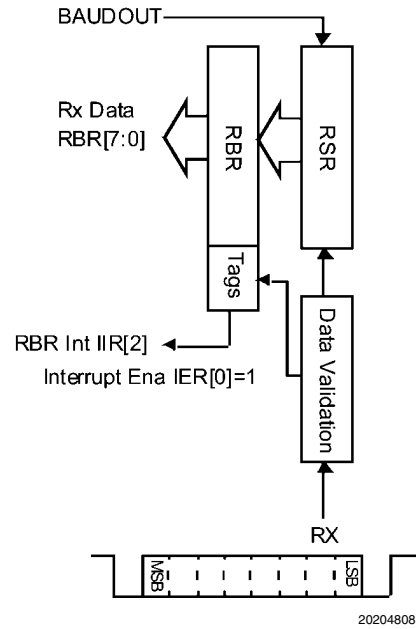 BAUDOUT
Rx Data
RBR[7:0]
RBR
RSR
Tags
Data Validation
RBR Int IIR[2]
Interrupt Ena IER[0]=1
RX
MSB
LSB
20204808